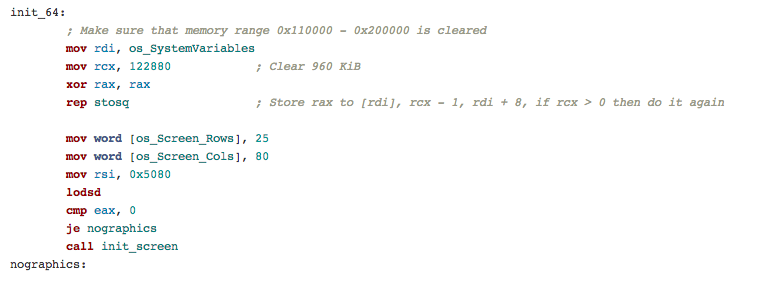 init_64:
; Make sure that memory range 0x110000 - 0x200000 is cleared
mov rdi, os_SystemVariables
mov rcx, 122880 ; Clear 960 KiB
xor rax, rax
rep stosq ; Store rax to [rdi], rcx - 1, rdi + 8, if rcx > 0 then do it again
mov word [os_Screen_Rows], 25
mov word [os_Screen_Cols], 80
mov rsi, 0x5080
lodsd
cmp eax, 0
je nographics
call init_screen
nographics: